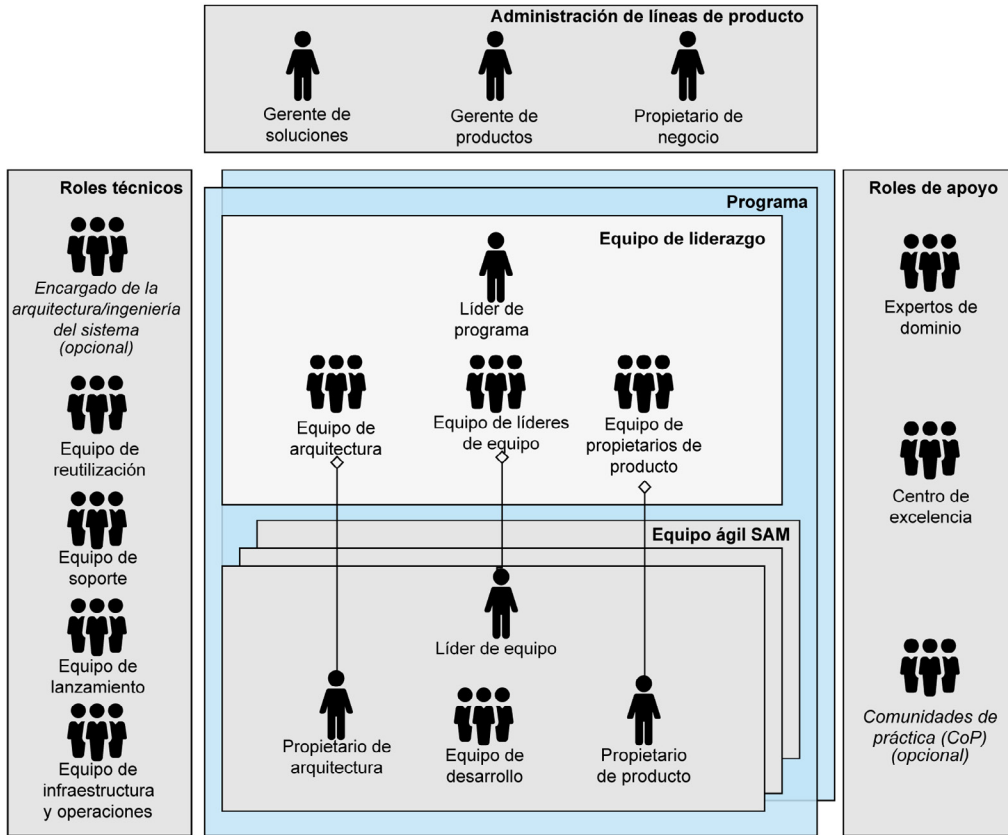 Administración de líneas de producto
Gerente de
soluciones
Gerente de
productos
Propietario de
negocio
Roles técnicos
Encargado de la
arquitectura/ingeniería
del sistema
(opcional)
Equipo de
reutilización
Equipo de
soporte
Equipo de
lanzamiento
Equipo de
infraestructura
y operaciones
Programa
Equipo de liderazgo
Líder de
programa
Equipo de
arquitectura
Equipo de líderes
de equipo
Equipo de
propietarios de
producto
Equipo ágil SAM
Líder de equipo
Propietario de
arquitectura
Equipo de
desarrollo
Propietario
de producto
Roles de apoyo
Expertos de
dominio
Centro de
excelencia
Comunidades de
práctica (CoP)
(opcional)